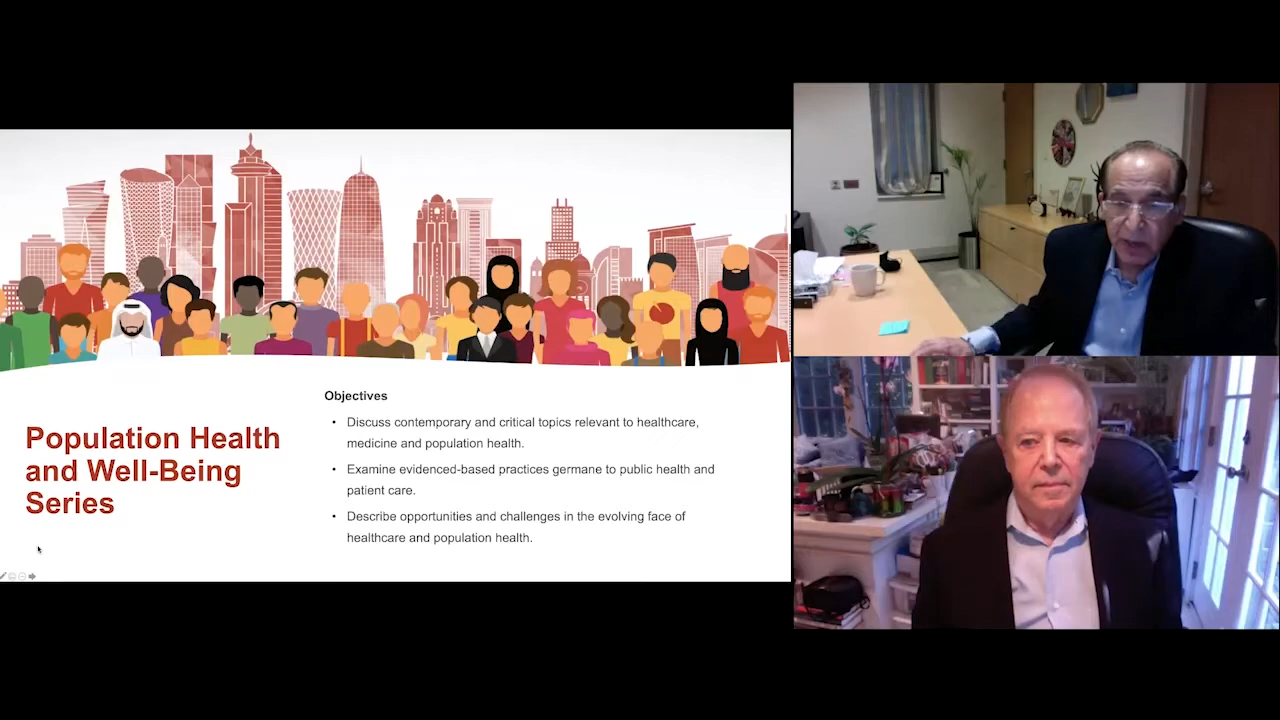 Population Health
and Well-Being
Series
Objectives
• Discuss contemporary and critical topics relevant to healthcare,
medicine and population health.
• Examine evidenced-based practices germane to public health and
patient care.
• Describe opportunities and challenges in the evolving face of
healthcare and population health.